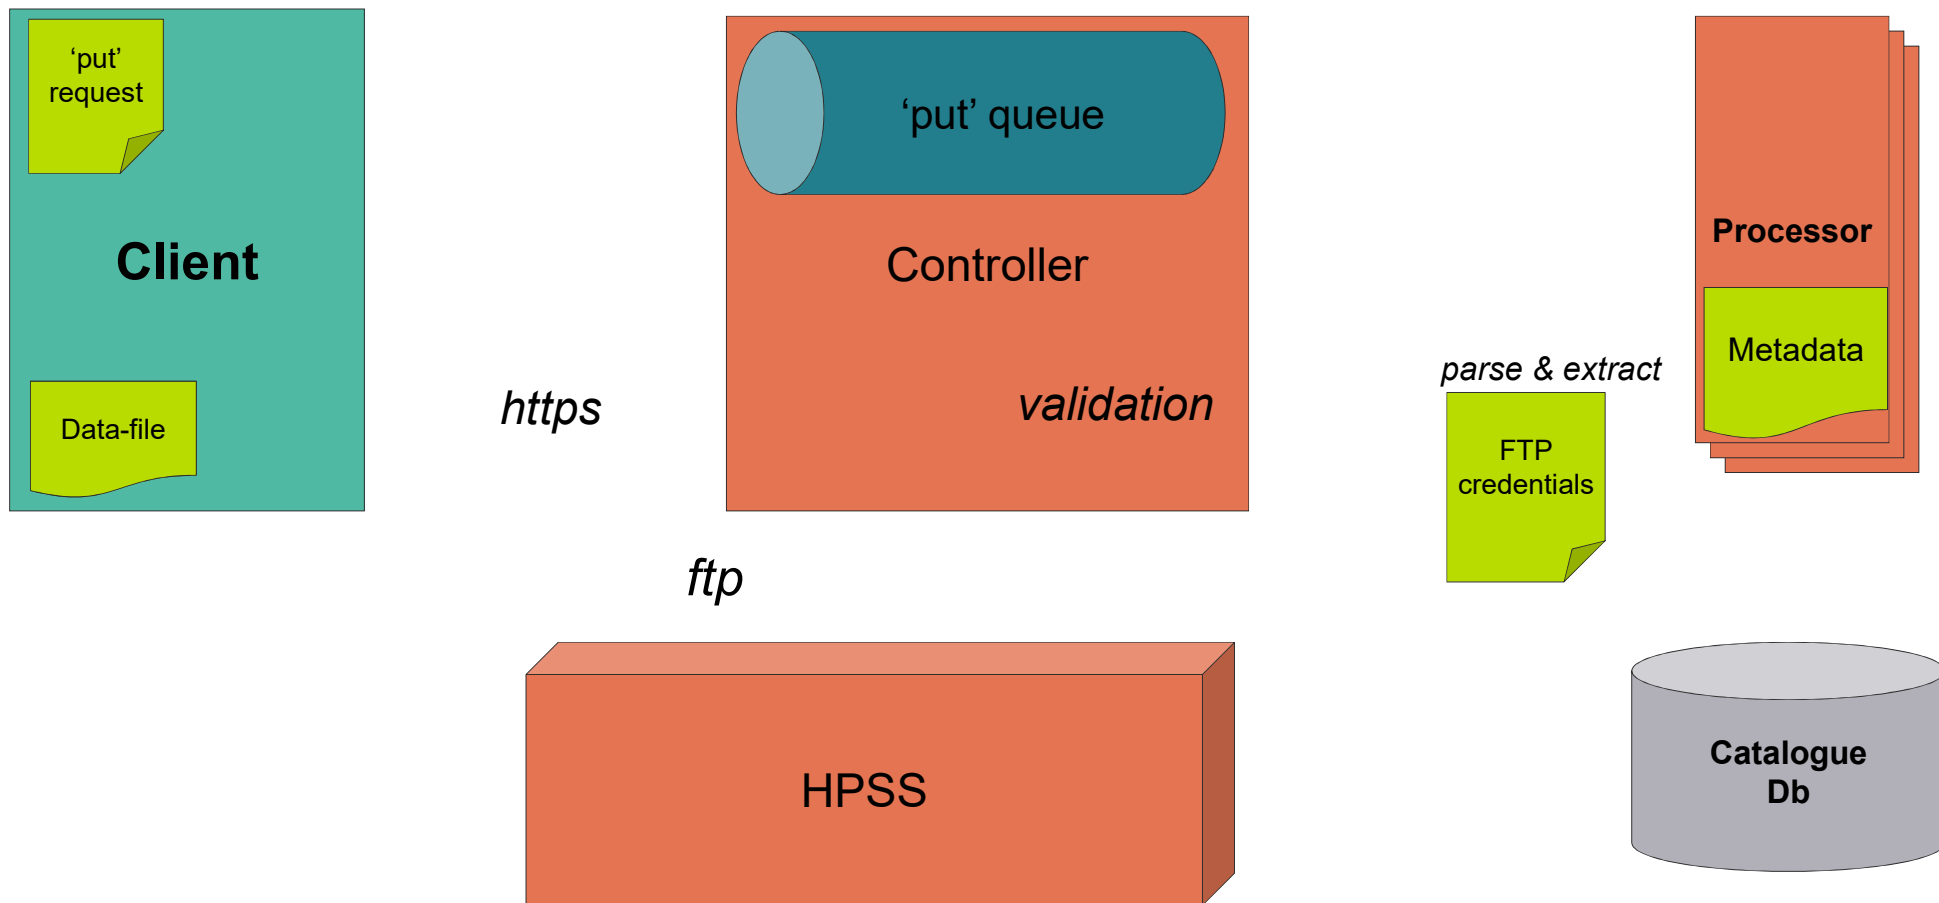 ‘put’
request
Client
Data-file
https
‘put’ queue
Controller
validation
ftp
HPSS
Processor
Metadata
parse & extract
FTP
credentials
Catalogue
Db